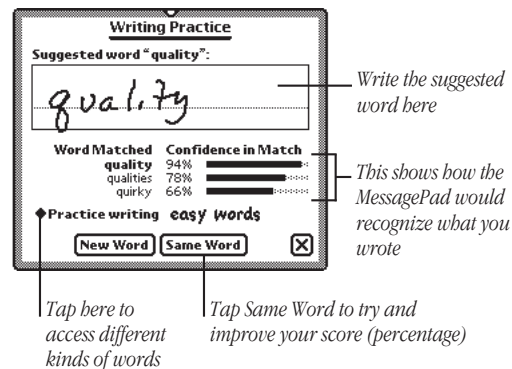 Writing Practice
Suggested word “quality”:
quality
Write the suggested
word here
Word Matched Confidence in Match
quality 94%
qualities 78%
quirky 66%
This shows how the
MessagePad would
recognize what you
wrote
◆Practice writing easy words
New Word Same Word
Tap here to
access different
kinds of words
Tap Same Word to try and
improve your score (percentage)